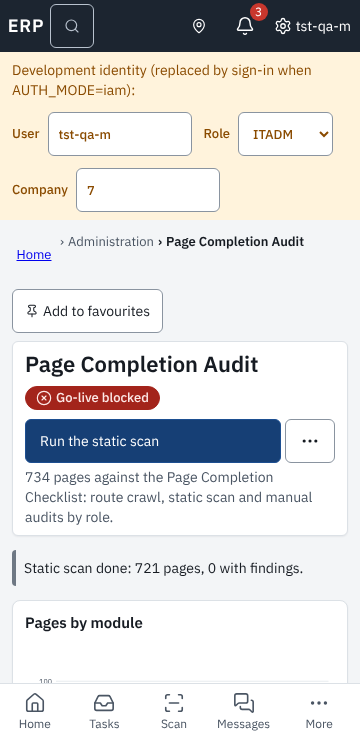 ERP
3
tst-qa-m
Development identity (replaced by sign-in when
AUTH_MODE=iam):
User tst-qa-m Role ITADM
Company 7
Home › Administration › Page Completion Audit
Add to favourites
Page Completion Audit
Go-live blocked
Run the static scan
734 pages against the Page Completion
Checklist: route crawl, static scan and manual
audits by role.
Static scan done: 721 pages, 0 with findings.
Pages by module
100
Home Tasks Scan Messages More